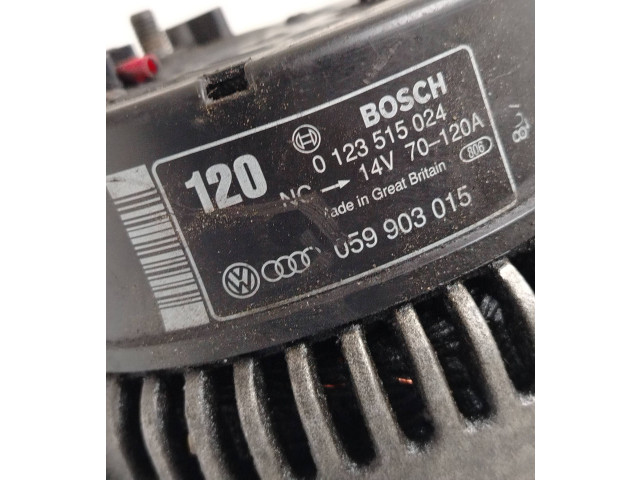 BOSCH
120
0 123 515 024
NC → 14V 70-120A
Made in Great Britain 806
059 903 015